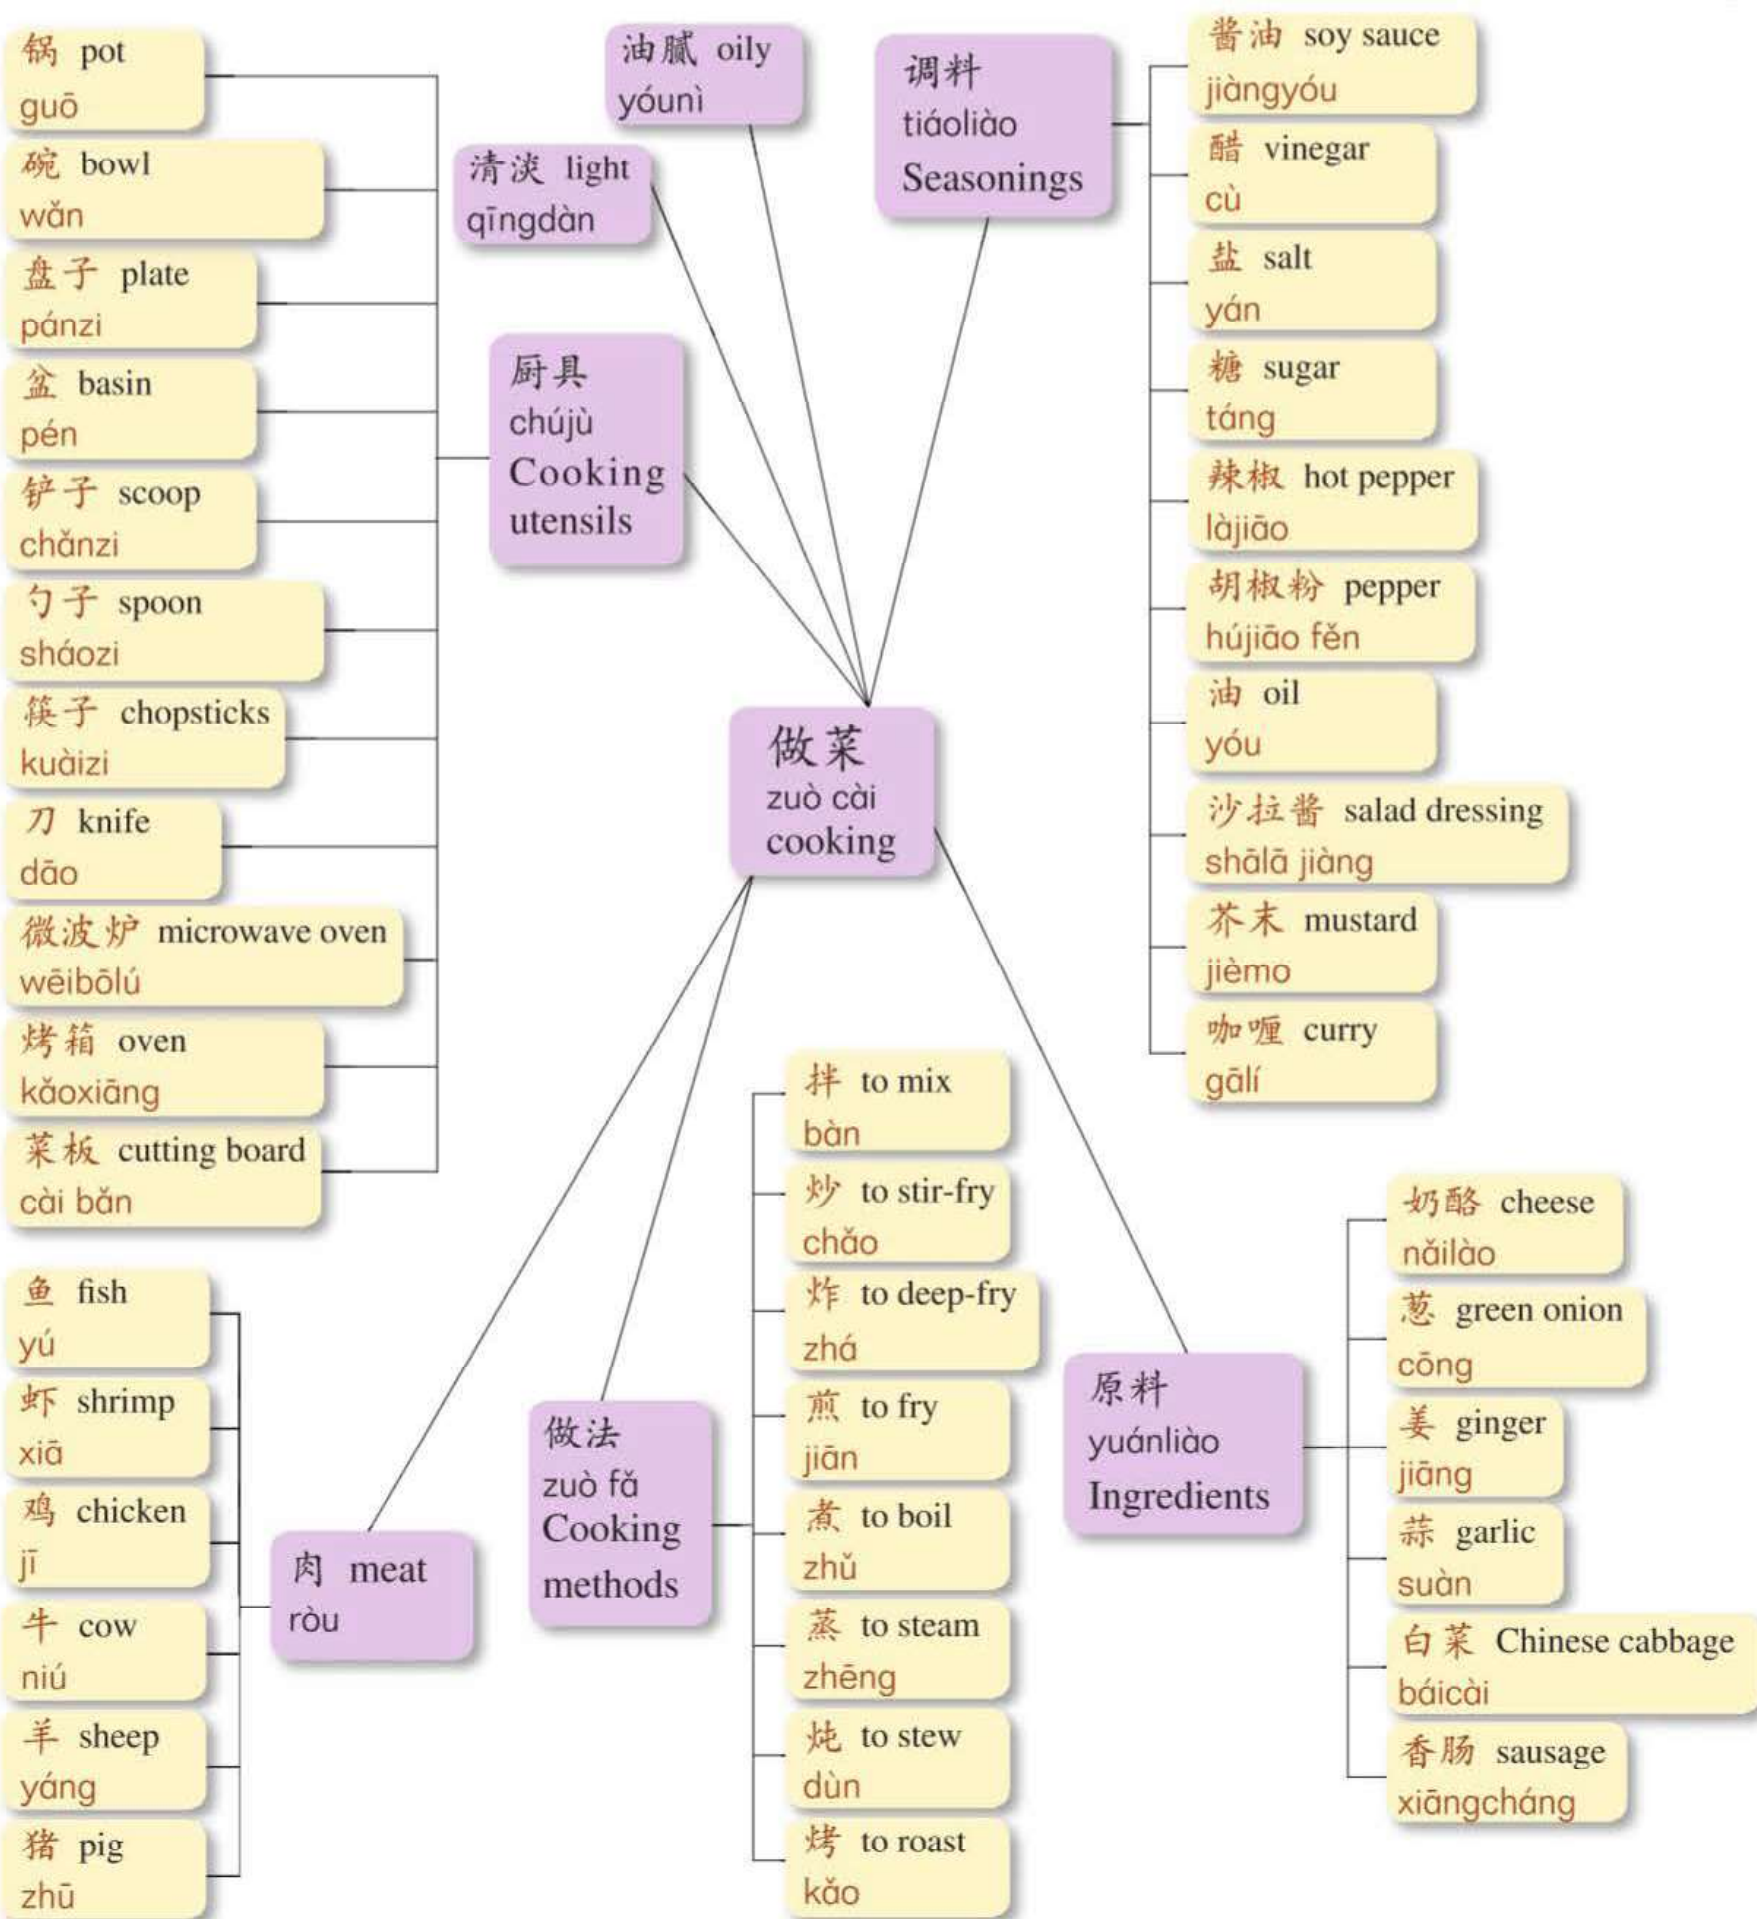 锅 pot
guō
碗 bowl
wǎn
盘子 plate
pánzi
盆 basin
pén
铲子 scoop
chǎnzi
勺子 spoon
sháozi
筷子 chopsticks
kuàizi
刀 knife
dāo
微波炉 microwave oven
wēibōlú
烤箱 oven
kǎoxiāng
菜板 cutting board
cài bǎn
厨具
chújù
Cooking
utensils
清淡 light
qīngdàn
油腻 oily
yóunì
调料
tiáoliào
Seasonings
酱油 soy sauce
jiàngyóu
醋 vinegar
cù
盐 salt
yán
糖 sugar
táng
辣椒 hot pepper
làjiāo
胡椒粉 pepper
hújiāo fěn
油 oil
yóu
沙拉酱 salad dressing
shālā jiàng
芥末 mustard
jièmo
咖喱 curry
gālí
做菜
zuò cài
cooking
鱼 fish
yú
虾 shrimp
xiā
鸡 chicken
jī
牛 cow
niú
羊 sheep
yáng
猪 pig
zhū
肉 meat
ròu
做法
zuò fǎ
Cooking
methods
拌 to mix
bàn
炒 to stir-fry
chǎo
炸 to deep-fry
zhá
煎 to fry
jiān
煮 to boil
zhǔ
蒸 to steam
zhēng
炖 to stew
dùn
烤 to roast
kǎo
原料
yuánliào
Ingredients
奶酪 cheese
nǎilào
葱 green onion
cōng
姜 ginger
jiāng
蒜 garlic
suàn
白菜 Chinese cabbage
báicài
香肠 sausage
xiāngcháng